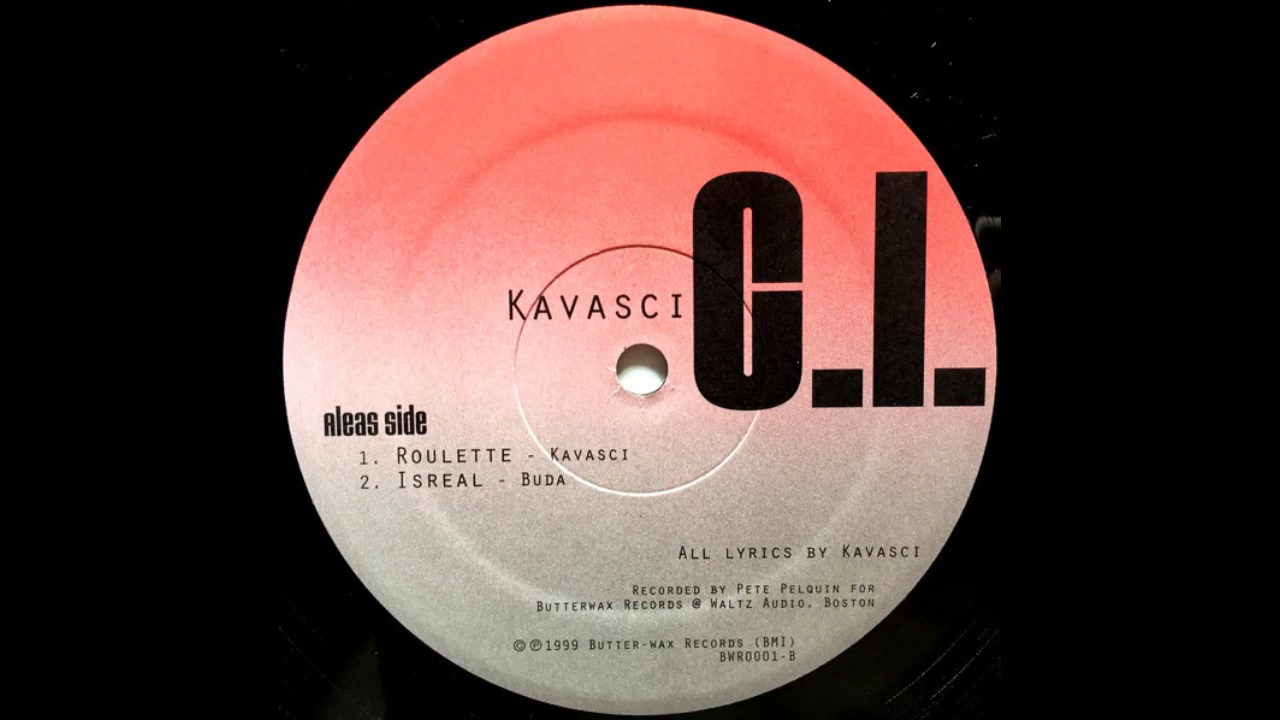 KAVASCI C.I.
Aleas side
1. ROULETTE - KAVASCI
2. ISREAL - BUDA
ALL LYRICS BY KAVASCI
RECORDED BY PETE PELQUIN FOR
BUTTERWAX RECORDS @ WALTZ AUDIO, BOSTON
©℗1999 BUTTER-WAX RECORDS (BMI)
BWR0001-B